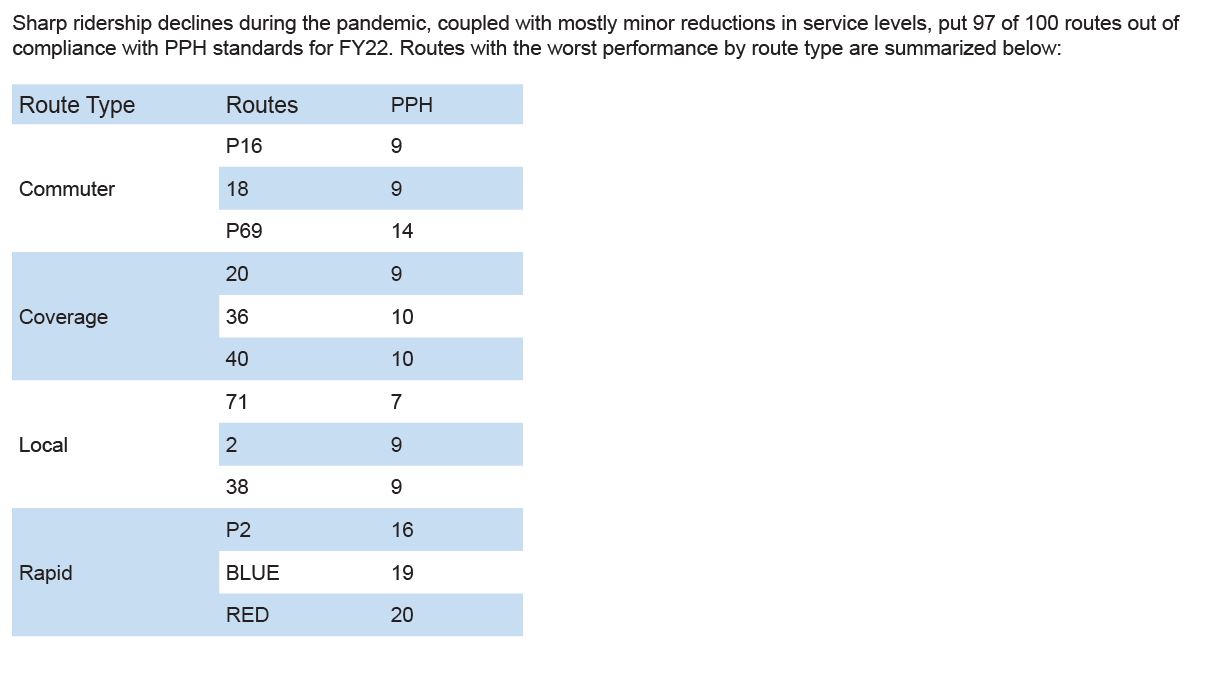 Sharp ridership declines during the pandemic, coupled with mostly minor reductions in service levels, put 97 of 100 routes out of
compliance with PPH standards for FY22. Routes with the worst performance by route type are summarized below:
Route Type Routes PPH
P16 9
Commuter 18 9
P69 14
20 9
Coverage 36 10
40 10
71 7
Local 2 9
38 9
P2 16
Rapid BLUE 19
RED 20